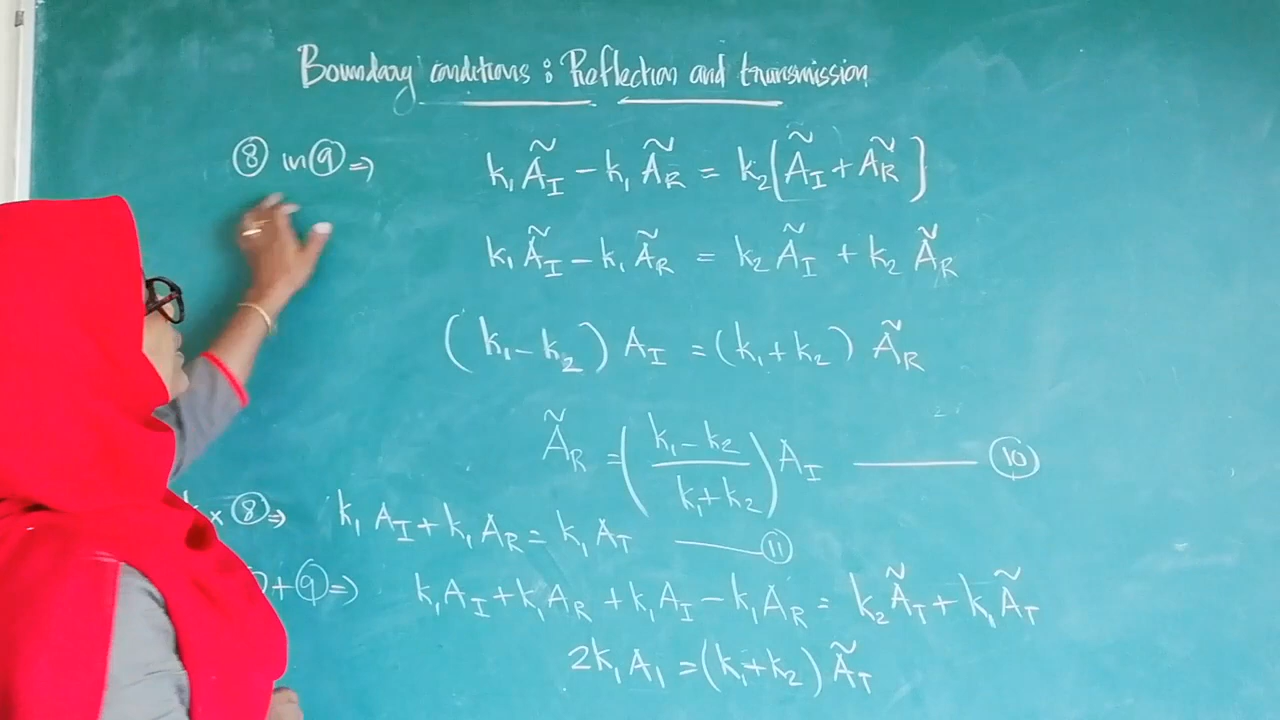 Boundary conditions : Reflection and transmission
⑧ in ⑨ ⇒ k₁Ã_I − k₁Ã_R = k₂(Ã_I + Ã_R)
k₁Ã_I − k₁Ã_R = k₂Ã_I + k₂Ã_R
(k₁ − k₂) A_I = (k₁ + k₂) Ã_R
Ã_R = ((k₁ − k₂)/(k₁ + k₂)) A_I —— ⑩
× ⑧ ⇒ k₁A_I + k₁A_R = k₁A_T —— ⑪
+ ⑨ ⇒ k₁A_I + k₁A_R + k₁A_I − k₁A_R = k₂Ã_T + k₁Ã_T
2k₁A₁ = (k₁ + k₂) Ã_T